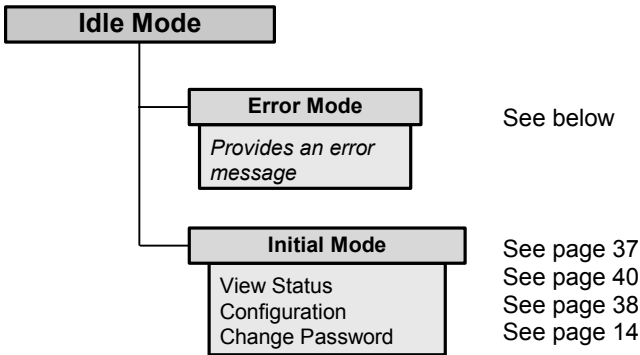 Idle Mode
Error Mode
See below
Provides an error
message
Initial Mode
See page 37
View Status
See page 40
Configuration
See page 38
Change Password
See page 14